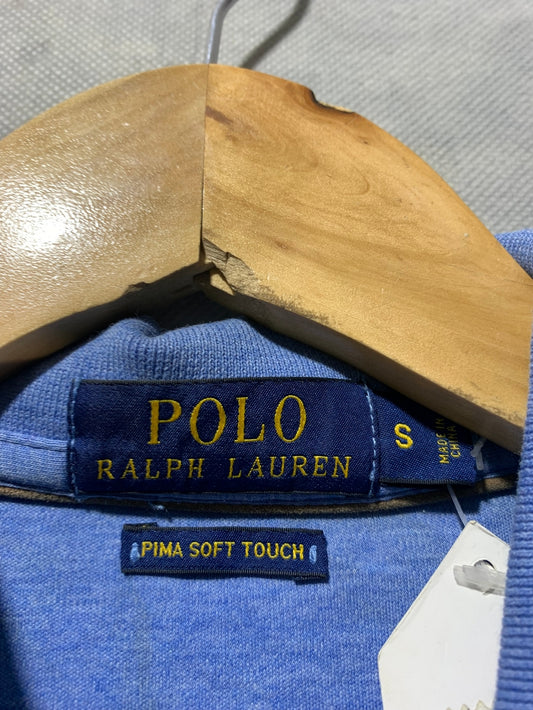 POLO
RALPH LAUREN
S
MADE IN
CHINA
PIMA SOFT TOUCH